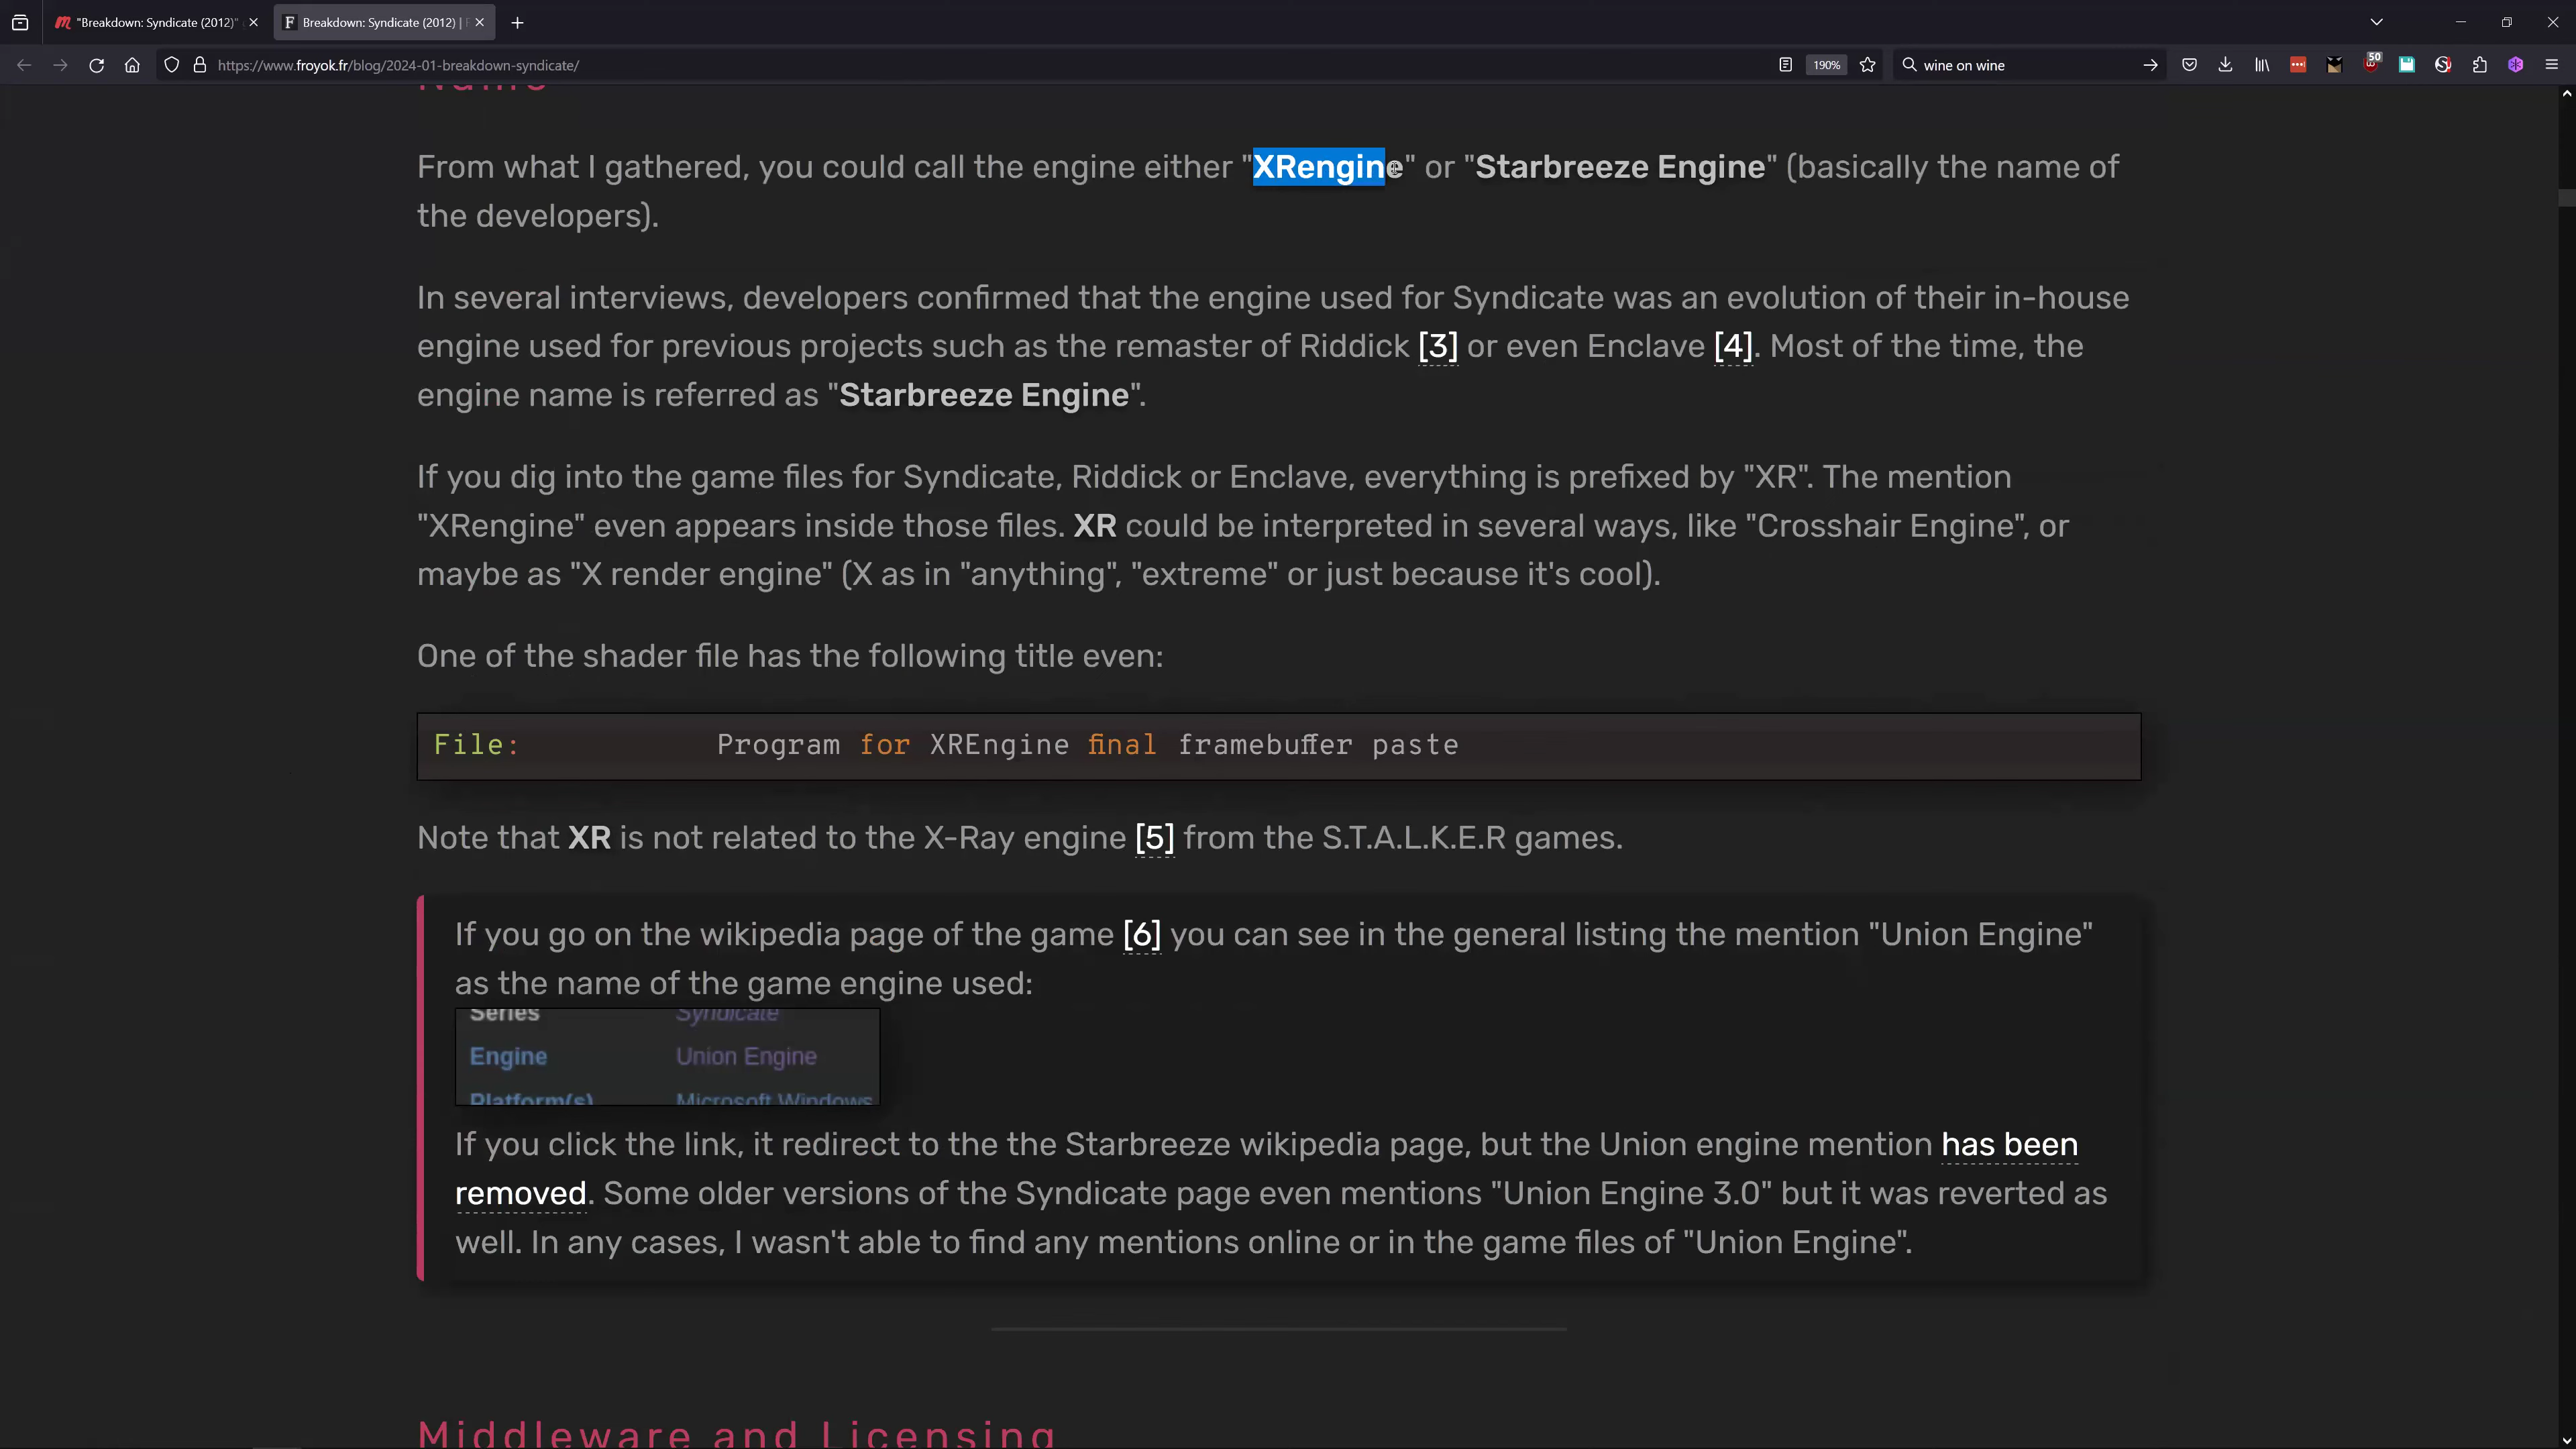 "Breakdown: Syndicate (2012)"
Breakdown: Syndicate (2012) |
https://www.froyok.fr/blog/2024-01-breakdown-syndicate/
190%
wine on wine
50
Name
From what I gathered, you could call the engine either "XRengine" or "Starbreeze Engine" (basically the name of
the developers).
In several interviews, developers confirmed that the engine used for Syndicate was an evolution of their in-house
engine used for previous projects such as the remaster of Riddick [3] or even Enclave [4]. Most of the time, the
engine name is referred as "Starbreeze Engine".
If you dig into the game files for Syndicate, Riddick or Enclave, everything is prefixed by "XR". The mention
"XRengine" even appears inside those files. XR could be interpreted in several ways, like "Crosshair Engine", or
maybe as "X render engine" (X as in "anything", "extreme" or just because it's cool).
One of the shader file has the following title even:
File: Program for XREngine final framebuffer paste
Note that XR is not related to the X-Ray engine [5] from the S.T.A.L.K.E.R games.
If you go on the wikipedia page of the game [6] you can see in the general listing the mention "Union Engine"
as the name of the game engine used:
Series Syndicate
Engine Union Engine
Platform(s) Microsoft Windows
If you click the link, it redirect to the the Starbreeze wikipedia page, but the Union engine mention has been
removed. Some older versions of the Syndicate page even mentions "Union Engine 3.0" but it was reverted as
well. In any cases, I wasn't able to find any mentions online or in the game files of "Union Engine".
Middleware and Licensing